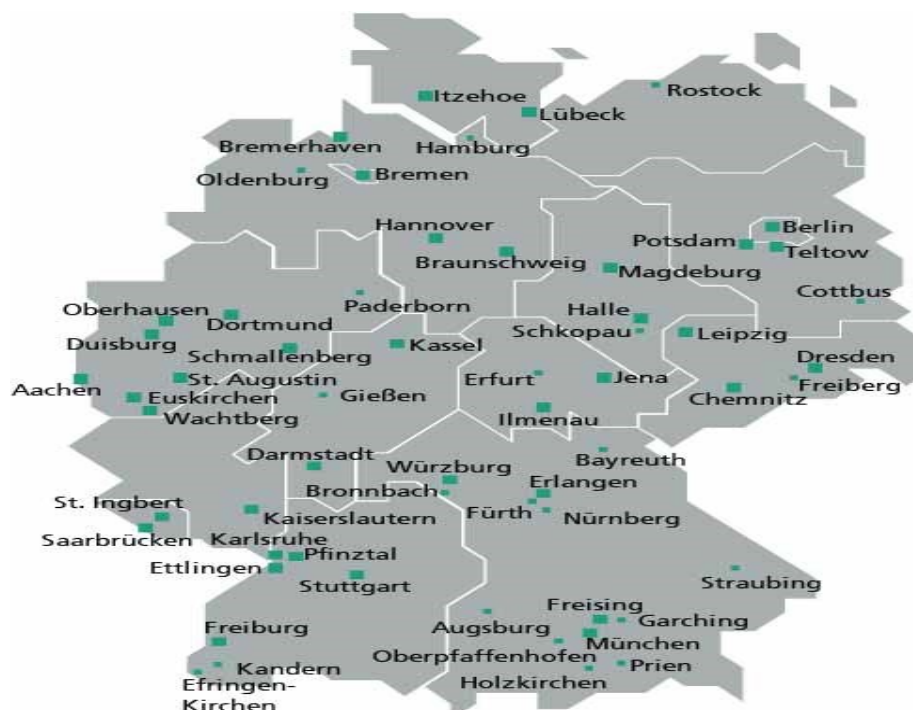 Itzehoe
Rostock
Lübeck
Bremerhaven
Hamburg
Oldenburg
Bremen
Hannover
Berlin
Potsdam
Braunschweig
Teltow
Magdeburg
Cottbus
Paderborn
Oberhausen
Dortmund
Halle
Duisburg
Schkopau
Leipzig
Schmallenberg
Kassel
Dresden
Aachen
St. Augustin
Erfurt
Jena
Freiberg
Euskirchen
Gießen
Chemnitz
Wachtberg
Ilmenau
Darmstadt
Bayreuth
Würzburg
Bronnbach
Erlangen
St. Ingbert
Fürth
Kaiserslautern
Nürnberg
Saarbrücken
Karlsruhe
Pfinztal
Ettlingen
Stuttgart
Straubing
Freising
Garching
Freiburg
Augsburg
München
Oberpfaffenhofen
Kandern
Prien
Efringen-
Kirchen
Holzkirchen